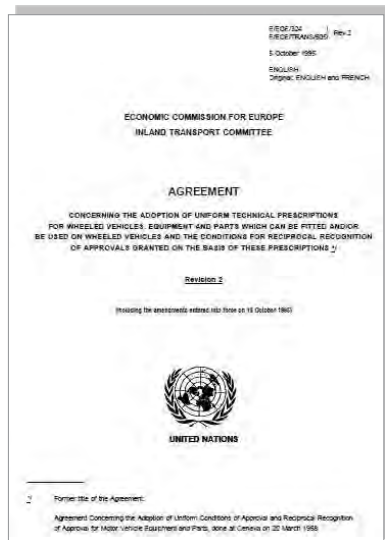 E/ECE/324
E/ECE/TRANS/505
Rev.2
5 October 1995
ENGLISH
Original: ENGLISH and FRENCH
ECONOMIC COMMISSION FOR EUROPE
INLAND TRANSPORT COMMITTEE
AGREEMENT
CONCERNING THE ADOPTION OF UNIFORM TECHNICAL PRESCRIPTIONS
FOR WHEELED VEHICLES, EQUIPMENT AND PARTS WHICH CAN BE FITTED AND/OR
BE USED ON WHEELED VEHICLES AND THE CONDITIONS FOR RECIPROCAL RECOGNITION
OF APPROVALS GRANTED ON THE BASIS OF THESE PRESCRIPTIONS */
Revision 2
(Including the amendments entered into force on 16 October 1995)
UNITED NATIONS
*/ Former title of the Agreement:
Agreement Concerning the Adoption of Uniform Conditions of Approval and Reciprocal Recognition
of Approval for Motor Vehicle Equipment and Parts, done at Geneva on 20 March 1958